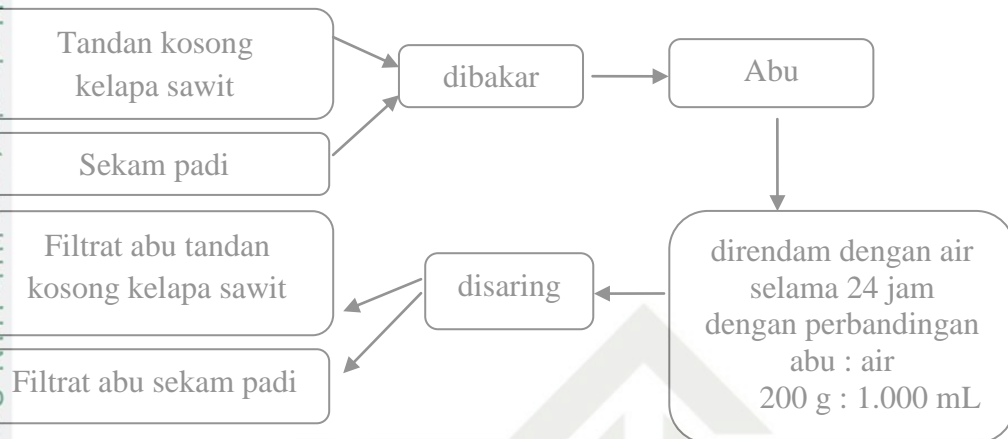 Tandan kosong
kelapa sawit
dibakar
Abu
Sekam padi
direndam dengan air
selama 24 jam
dengan perbandingan
abu : air
200 g : 1.000 mL
disaring
Filtrat abu tandan
kosong kelapa sawit
Filtrat abu sekam padi